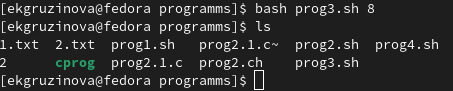 [ekgruzinova@fedora programms]$ bash prog3.sh 8
[ekgruzinova@fedora programms]$ ls
1.txt  2.txt  prog1.sh  prog2.1.c~  prog2.sh  prog4.sh
2  cprog  prog2.1.c  prog2.ch  prog3.sh
[ekgruzinova@fedora programms]$